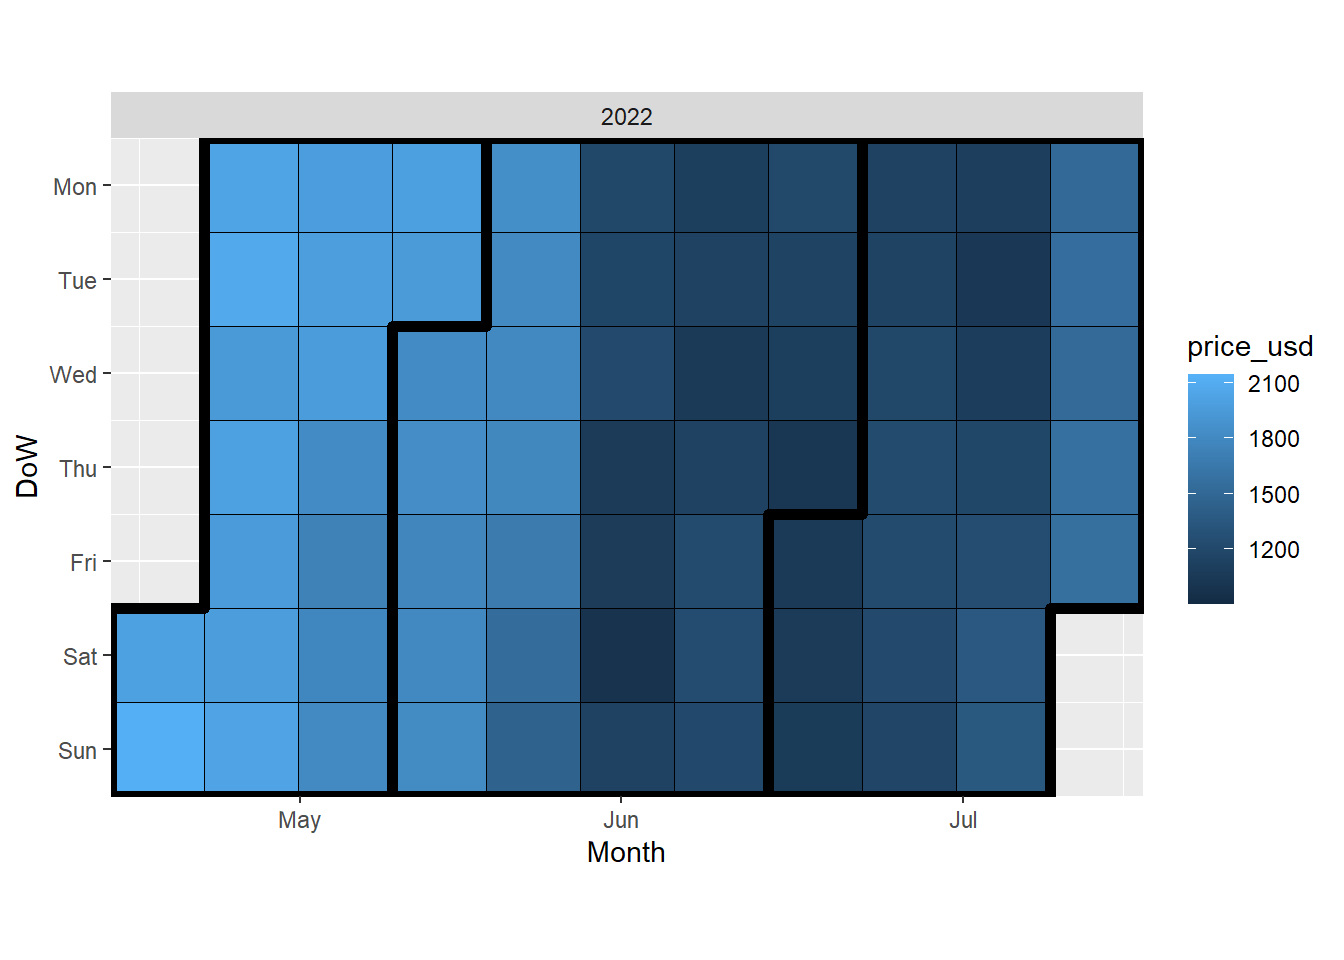 2022
Mon
Tue
Wed
Thu
Fri
Sat
Sun
DoW
May Jun Jul
Month
price_usd
2100
1800
1500
1200